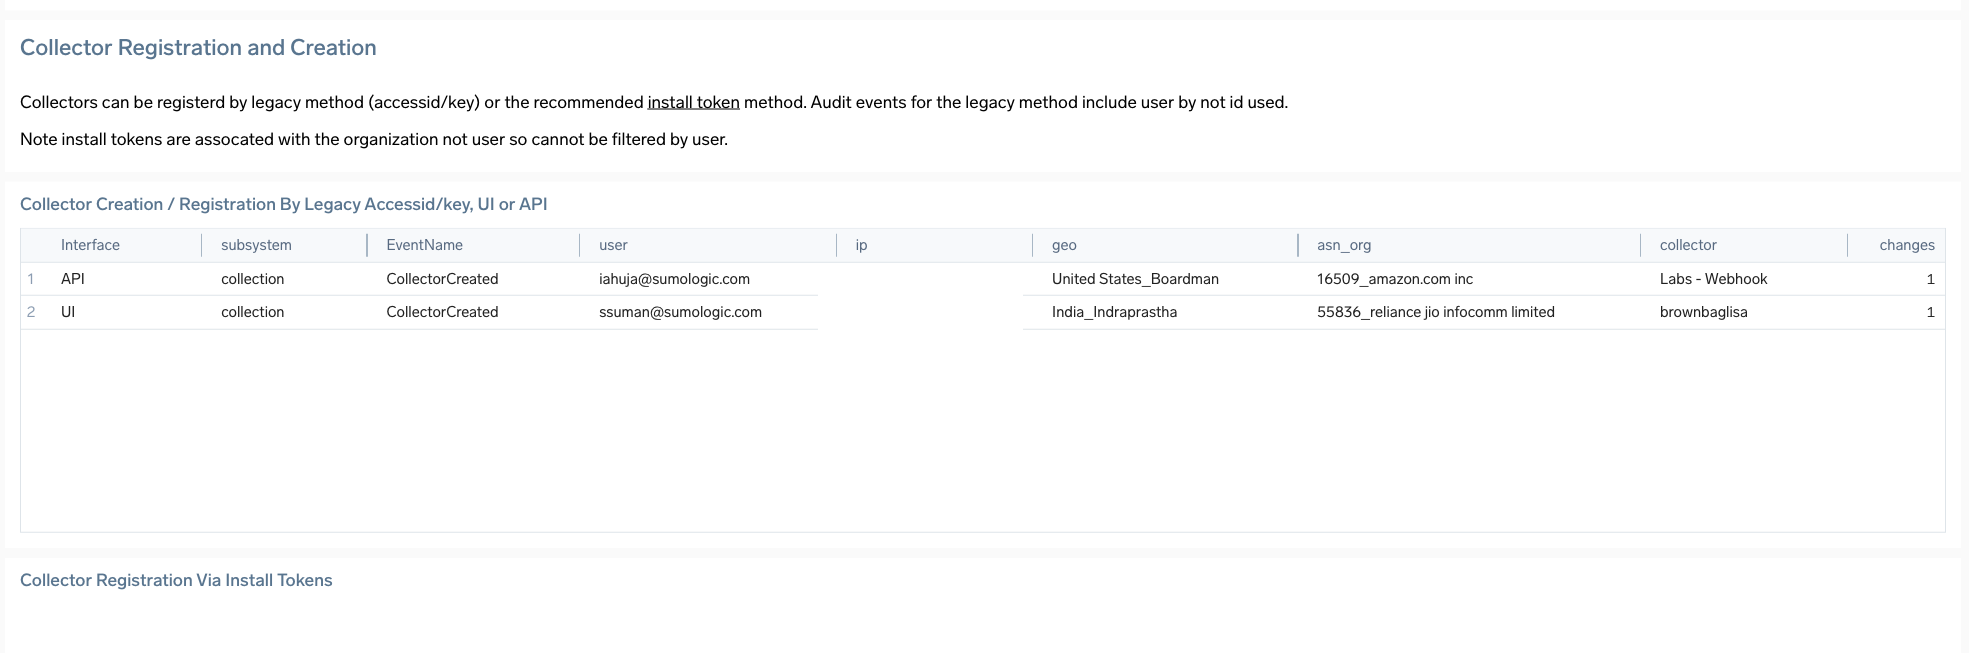 Collector Registration and Creation
Collectors can be registerd by legacy method (accessid/key) or the recommended install token method. Audit events for the legacy method include user by not id used.
Note install tokens are assocated with the organization not user so cannot be filtered by user.
Collector Creation / Registration By Legacy Accessid/key, UI or API
Interface subsystem EventName user ip geo asn_org collector changes
1 API collection CollectorCreated iahuja@sumologic.com United States_Boardman 16509_amazon.com inc Labs - Webhook 1
2 UI collection CollectorCreated ssuman@sumologic.com India_Indraprastha 55836_reliance jio infocomm limited brownbaglisa 1
Collector Registration Via Install Tokens